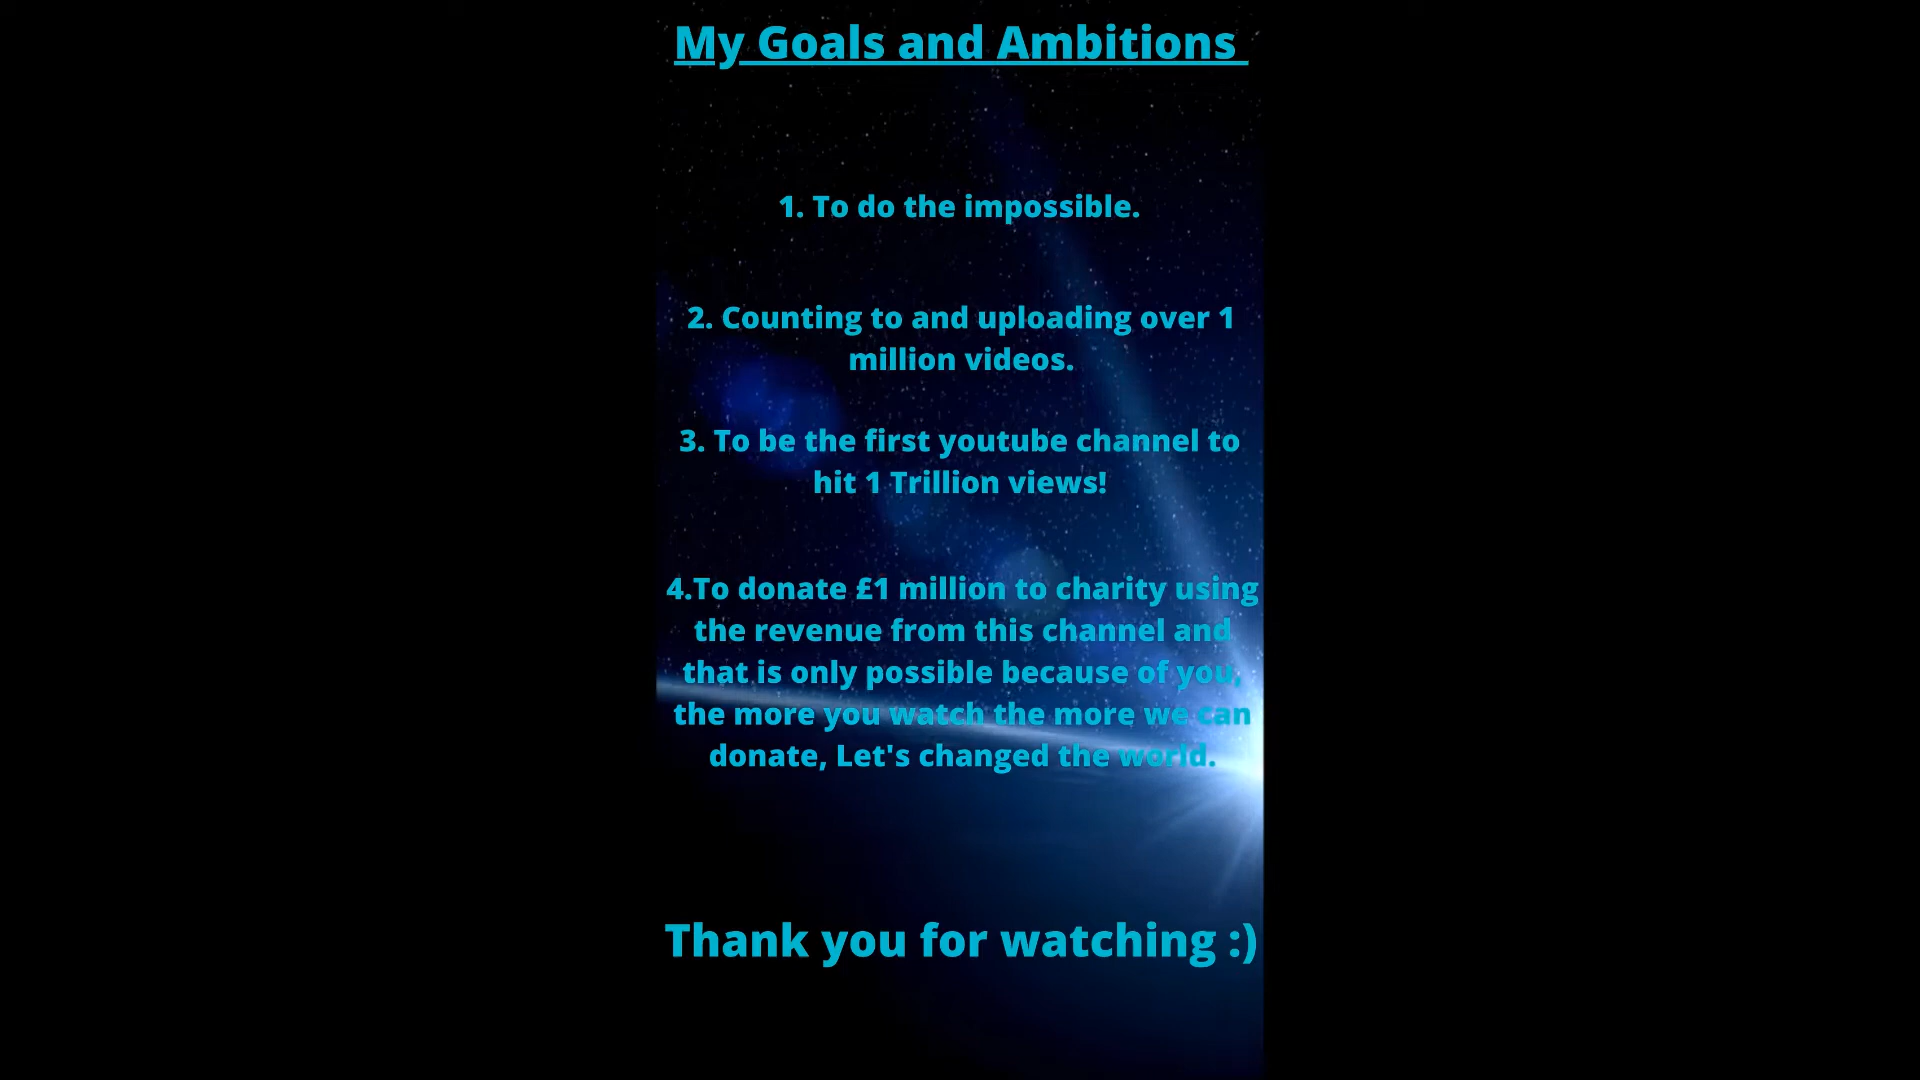 My Goals and Ambitions
1. To do the impossible.
2. Counting to and uploading over 1
million videos.
3. To be the first youtube channel to
hit 1 Trillion views!
4.To donate £1 million to charity using
the revenue from this channel and
that is only possible because of you,
the more you watch the more we can
donate, Let's changed the world.
Thank you for watching :)